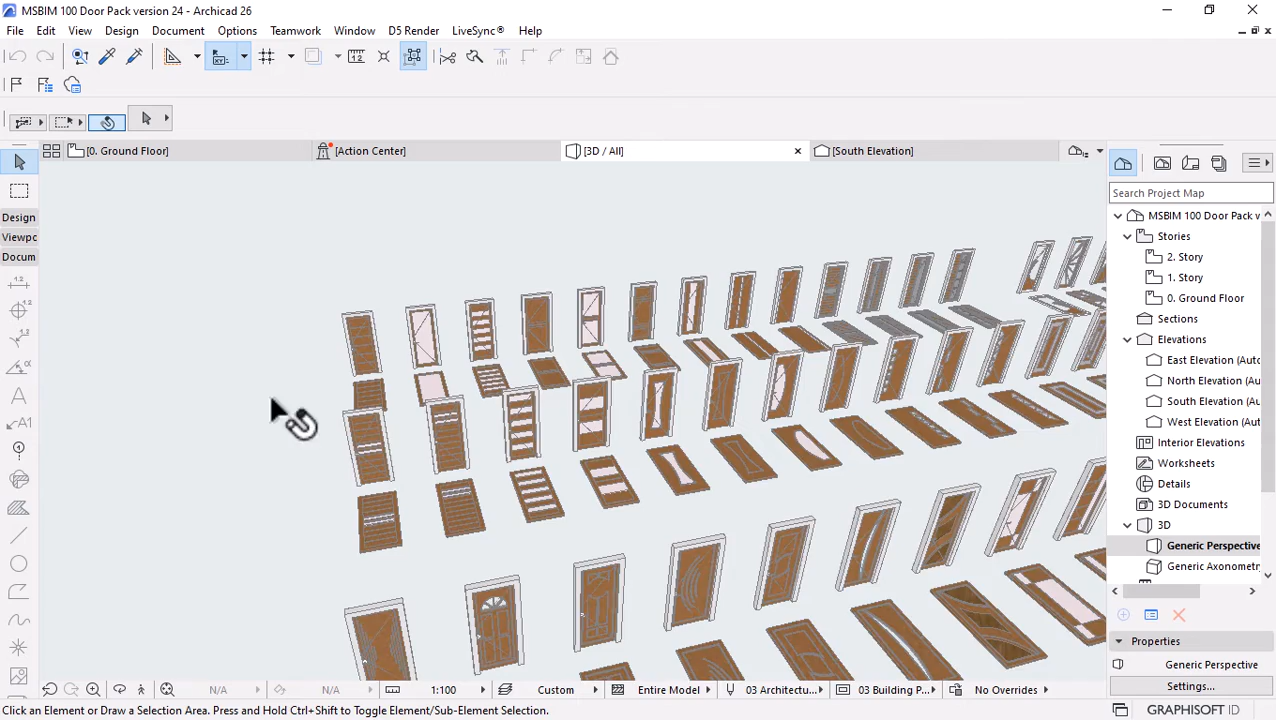 MSBIM 100 Door Pack version 24 - Archicad 26
File Edit View Design Document Options Teamwork Window D5 Render LiveSync® Help
[0. Ground Floor] [Action Center] [3D / All] [South Elevation]
Search Project Map
Design
Viewpc
Docum
MSBIM 100 Door Pack v
Stories
2. Story
1. Story
0. Ground Floor
Sections
Elevations
East Elevation (Aut
North Elevation (Au
South Elevation (Au
West Elevation (Au
Interior Elevations
Worksheets
Details
3D Documents
3D
Generic Perspective
Generic Axonometry
Properties
Generic Perspective
Settings...
N/A N/A 1:100 Custom Entire Model 03 Architectu... 03 Building P... No Overrides
Click an Element or Draw a Selection Area. Press and Hold Ctrl+Shift to Toggle Element/Sub-Element Selection.
GRAPHISOFT ID